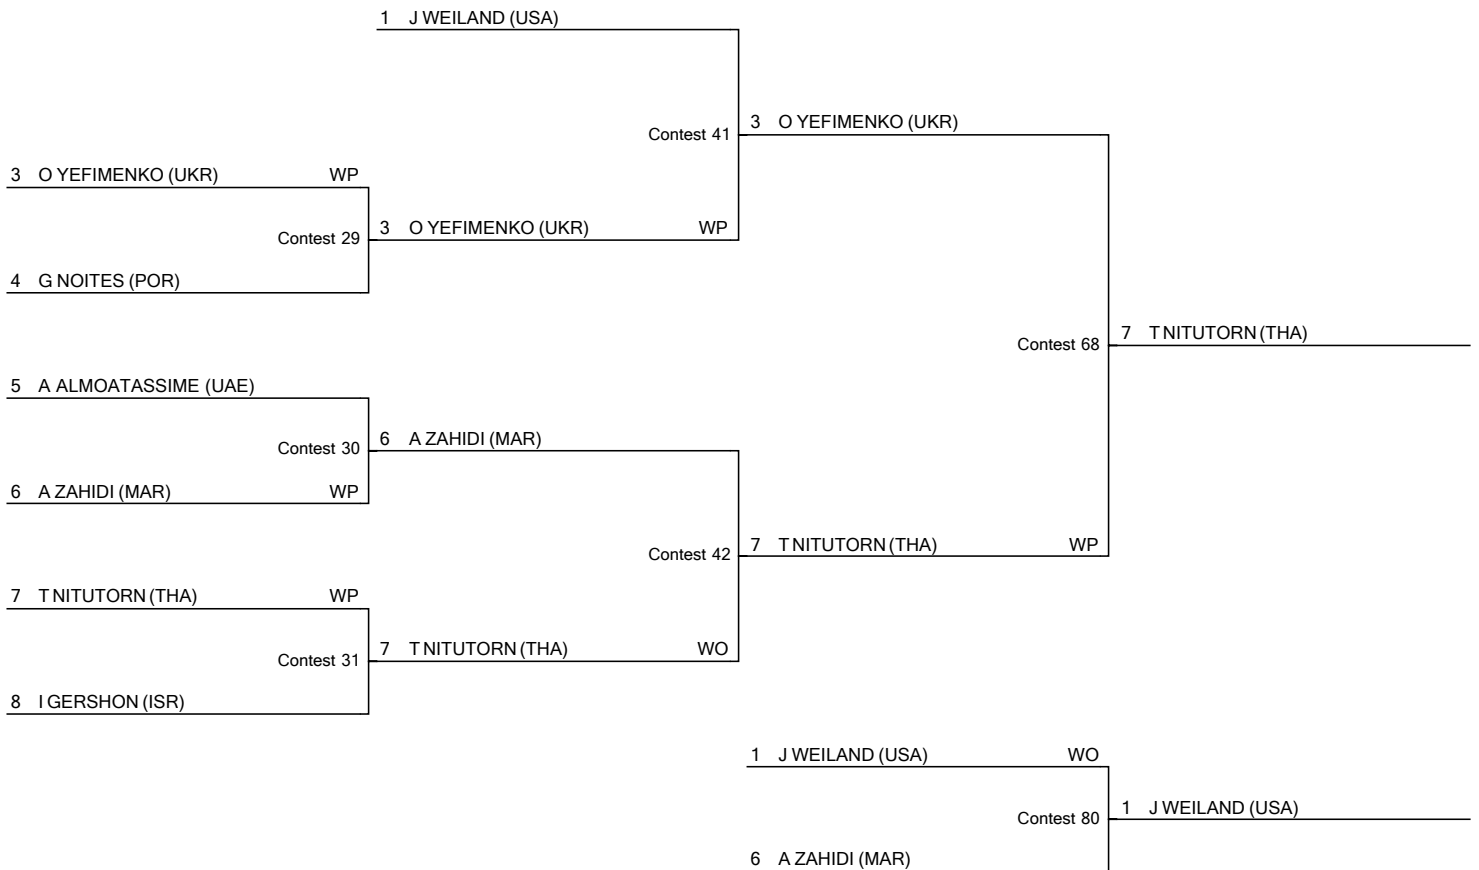 1 J WEILAND (USA)
Contest 41
3 O YEFIMENKO (UKR)
3 O YEFIMENKO (UKR) WP
Contest 29
3 O YEFIMENKO (UKR) WP
4 G NOITES (POR)
Contest 68
7 T NITUTORN (THA)
5 A ALMOATASSIME (UAE)
Contest 30
6 A ZAHIDI (MAR)
6 A ZAHIDI (MAR) WP
Contest 42
7 T NITUTORN (THA) WP
7 T NITUTORN (THA) WP
Contest 31
7 T NITUTORN (THA) WO
8 I GERSHON (ISR)
1 J WEILAND (USA) WO
Contest 80
1 J WEILAND (USA)
6 A ZAHIDI (MAR)